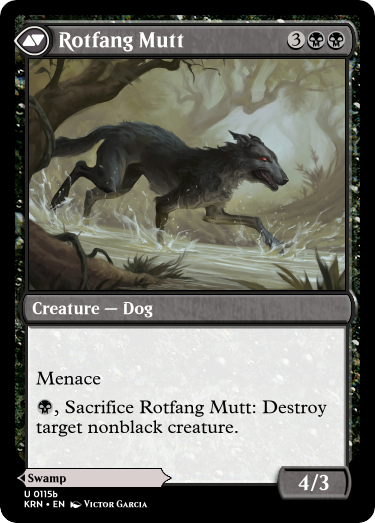 Rotfang Mutt 3
Creature — Dog
Menace
, Sacrifice Rotfang Mutt: Destroy
target nonblack creature.
Swamp
4/3
U 0115b
KRN • EN Victor Garcia